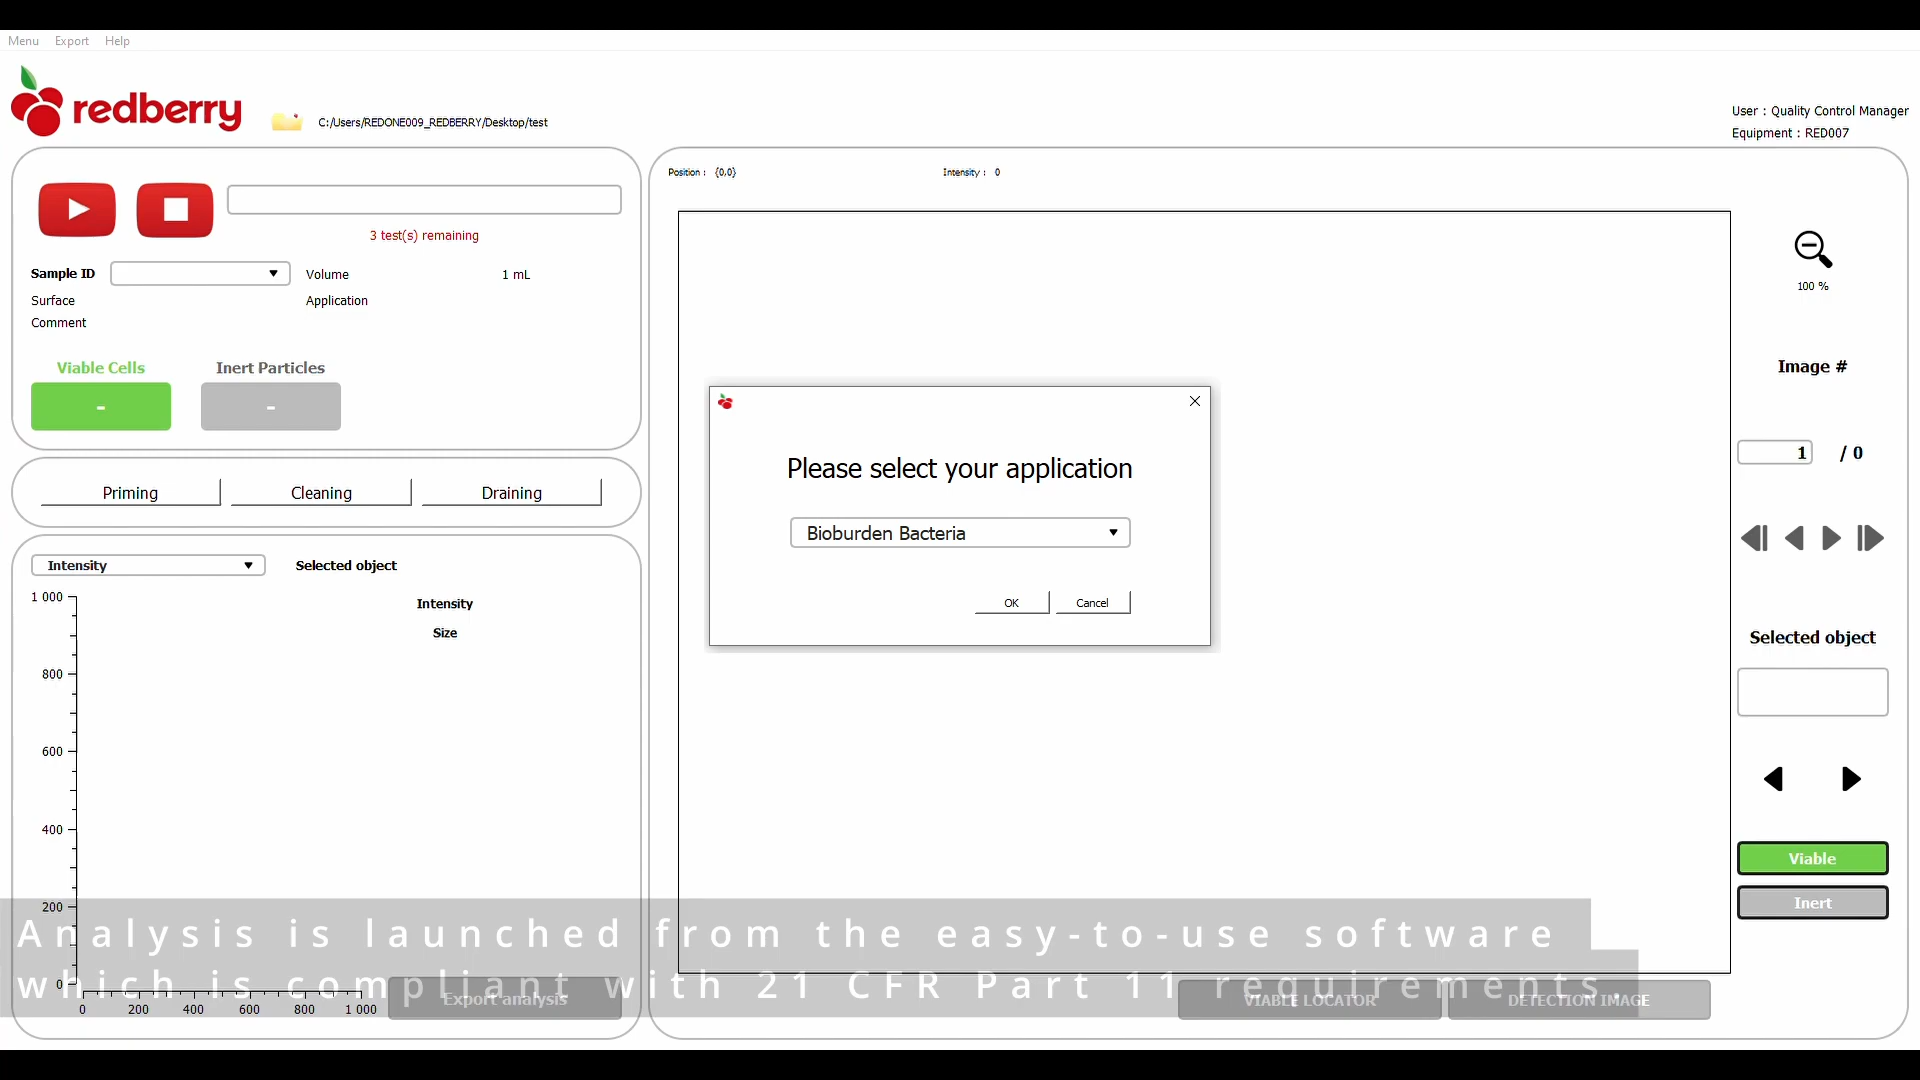 Menu Export Help
redberry
C:/Users/REDONE009_REDBERRY/Desktop/test
User : Quality Control Manager
Equipment : RED007
3 test(s) remaining
Sample ID
Volume 1 mL
Surface
Application
Comment
Viable Cells Inert Particles
- -
Priming Cleaning Draining
Intensity
Selected object
Intensity
Size
1 000
800
600
400
200
0
0 200 400 600 800 1 000
Export analysis
Position : {0,0}
Intensity : 0
Please select your application
Bioburden Bacteria
OK Cancel
VIABLE LOCATOR
DETECTION IMAGE
100 %
Image #
1 / 0
Selected object
Viable
Inert
Analysis is launched from the easy-to-use software
which is compliant with 21 CFR Part 11 requirements.